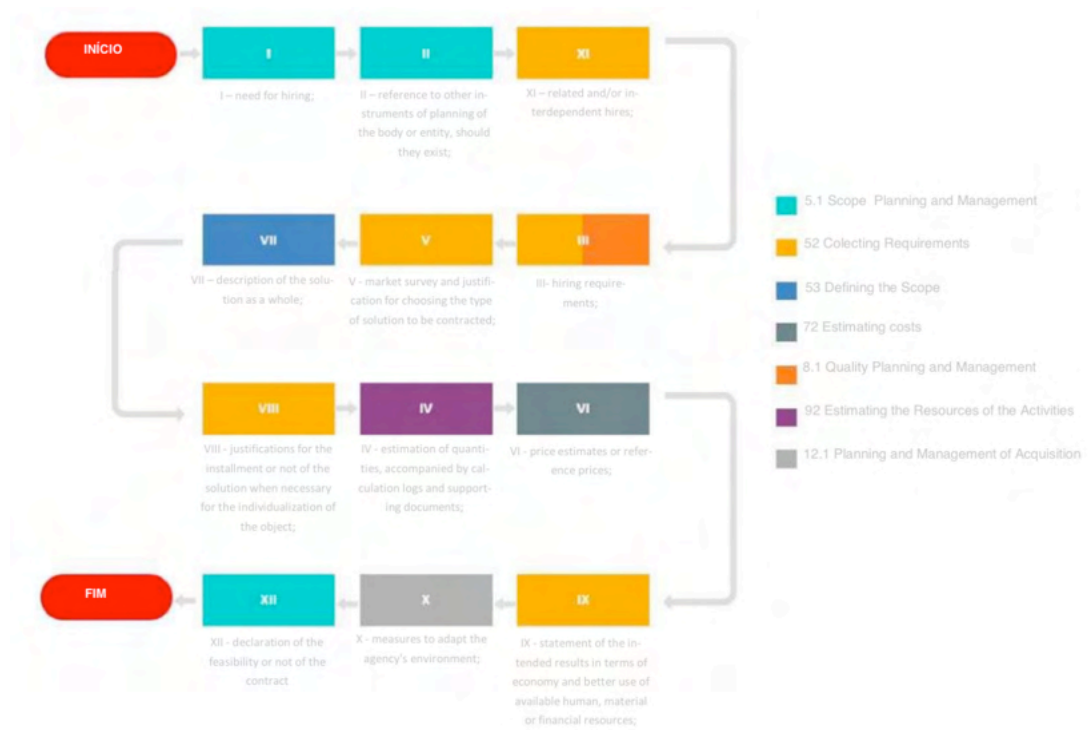 INÍCIO
I
II
XI
I – need for hiring;
II – reference to other in-
struments of planning of
the body or entity, should
they exist;
XI – related and/or in-
terdependent hires;
VII
V
III
VII – description of the solu-
tion as a whole;
V - market survey and justifi-
cation for choosing the type
of solution to be contracted;
III- hiring require-
ments;
VIII
IV
VI
VIII - justifications for the
installment or not of the
solution when necessary
for the individualization of
the object;
IV - estimation of quanti-
ties, accompanied by cal-
culation logs and support-
ing documents;
VI - price estimates or refer-
ence prices;
FIM
XII
X
IX
XII - declaration of the
feasibility or not of the
contract
X - measures to adapt the
agency's environment;
IX - statement of the in-
tended results in terms of
economy and better use of
available human, material
or financial resources;
5.1 Scope Planning and Management
52 Colecting Requirements
53 Defining the Scope
72 Estimating costs
8.1 Quality Planning and Management
92 Estimating the Resources of the Activities
12.1 Planning and Management of Acquisition